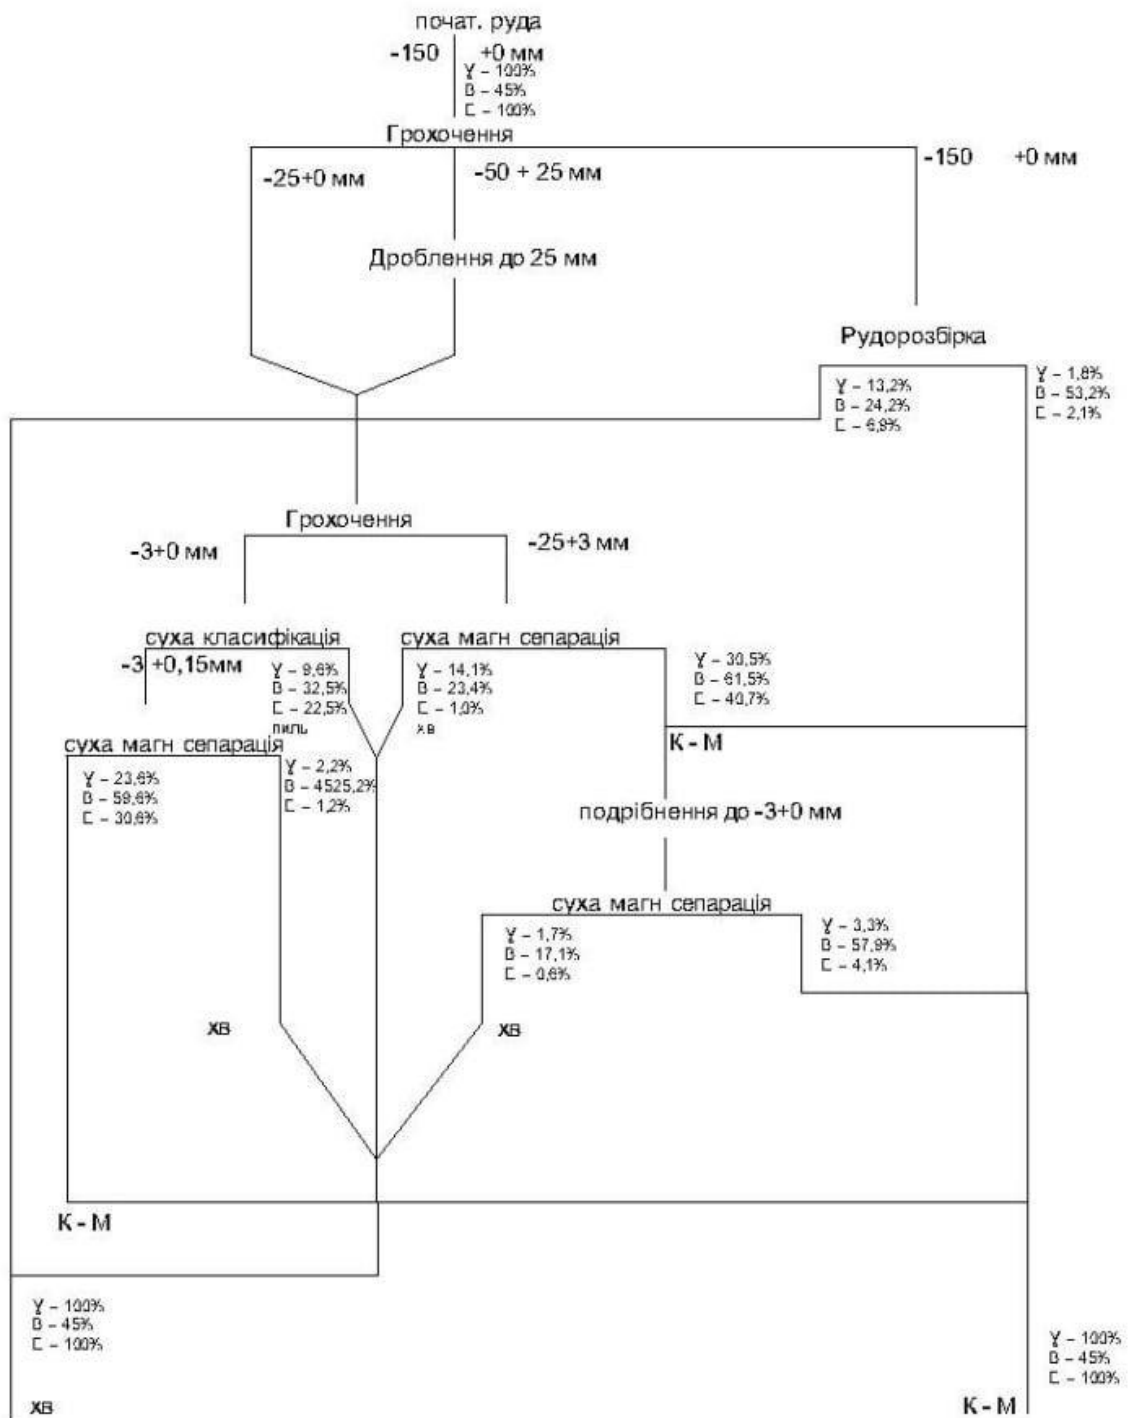 почат. руда
-150 +0 мм
Ɣ – 100%
В – 45%
Ɛ – 100%
Грохочення
-25+0 мм
-50 + 25 мм
-150 +0 мм
Дроблення до 25 мм
Рудорозбірка
Ɣ – 13,2%
В – 24,2%
Ɛ – 6,9%
Ɣ – 1,8%
В – 53,2%
Ɛ – 2,1%
Грохочення
-3+0 мм
-25+3 мм
суха класифікація
-3 +0,15мм
Ɣ – 9,6%
В – 32,5%
Ɛ – 22,5%
пиль
суха магн сепарація
Ɣ – 14,1%
В – 23,4%
Ɛ – 1,0%
хв
Ɣ – 30,5%
В – 61,5%
Ɛ – 40,7%
К - М
суха магн сепарація
Ɣ – 23,6%
В – 59,6%
Ɛ – 30,6%
Ɣ – 2,2%
В – 4525,2%
Ɛ – 1,2%
подрібнення до -3+0 мм
суха магн сепарація
Ɣ – 1,7%
В – 17,1%
Ɛ – 0,6%
Ɣ – 3,3%
В – 57,9%
Ɛ – 4,1%
хв
хв
К - М
Ɣ – 100%
В – 45%
Ɛ – 100%
хв
Ɣ – 100%
В – 45%
Ɛ – 100%
К - М